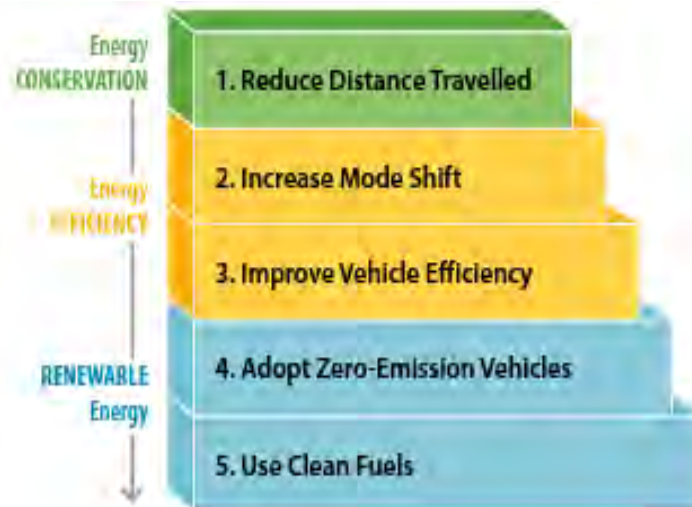 Energy
CONSERVATION
1. Reduce Distance Travelled
Energy
EFFICIENCY
2. Increase Mode Shift
3. Improve Vehicle Efficiency
RENEWABLE
Energy
4. Adopt Zero-Emission Vehicles
5. Use Clean Fuels